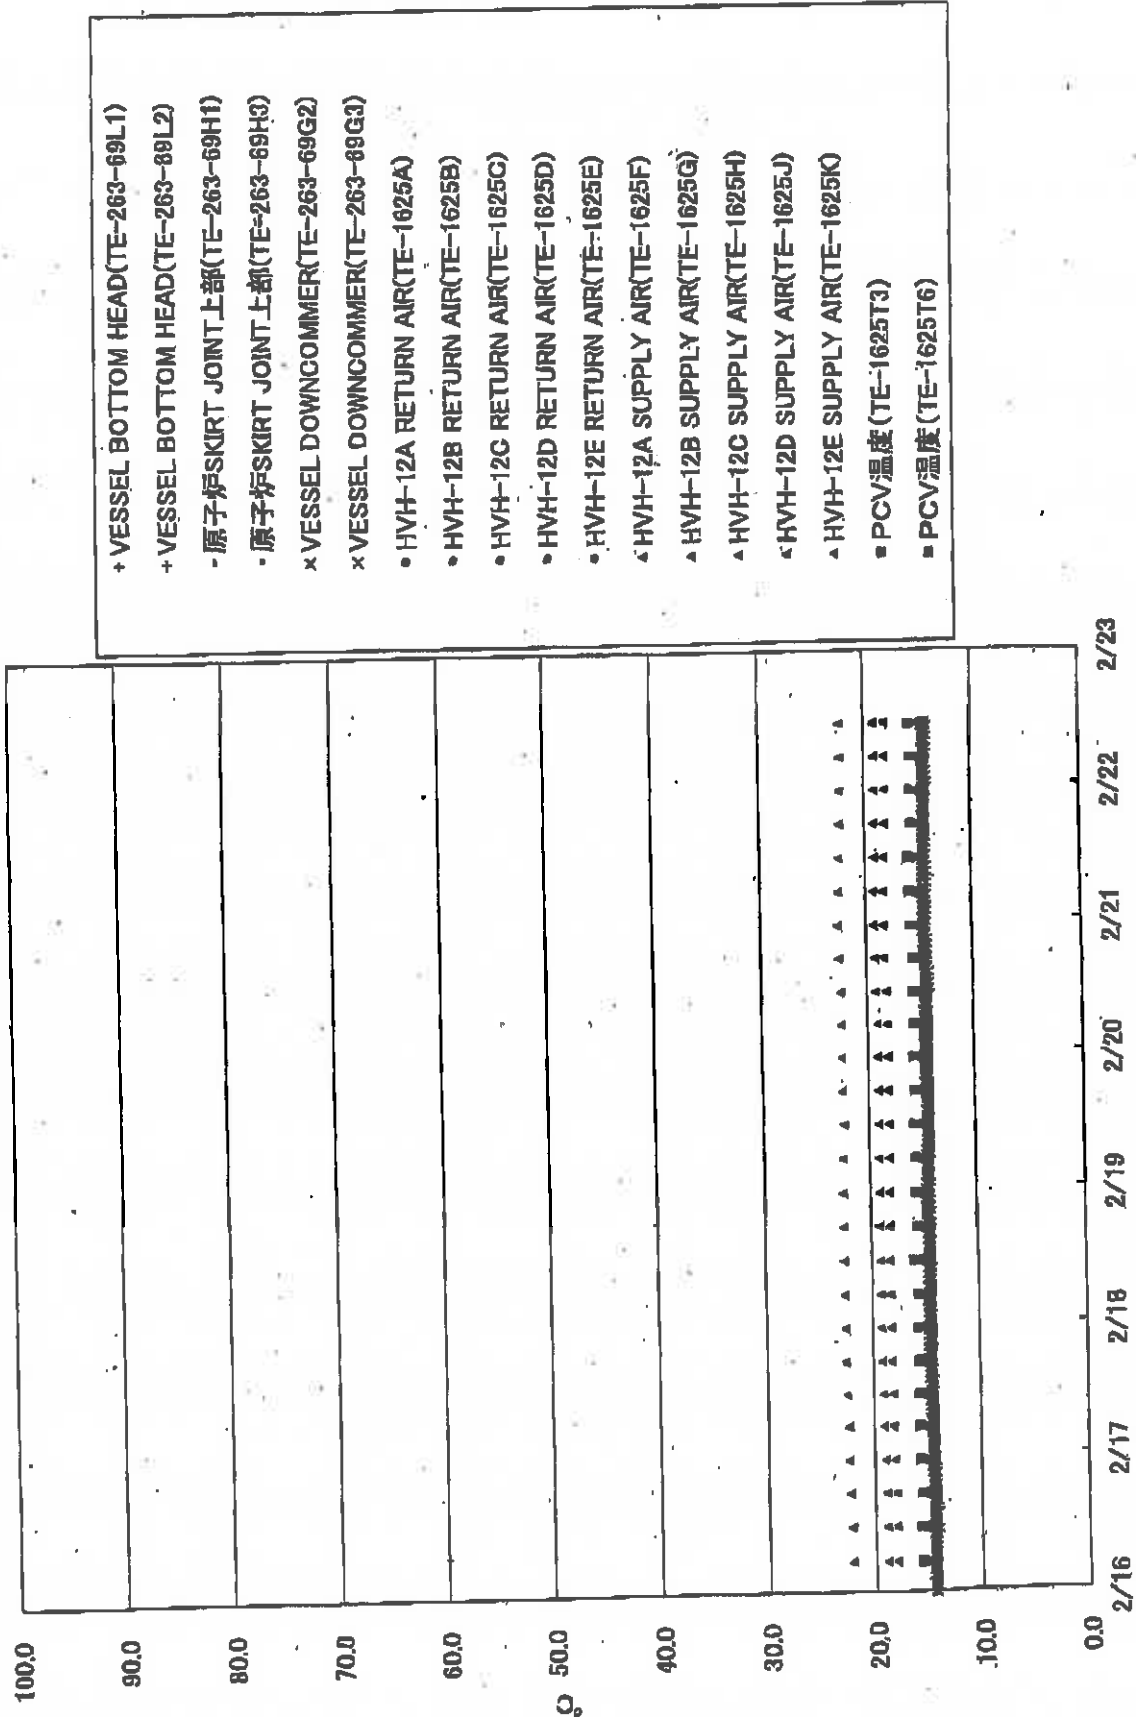 100.0
90.0
80.0
70.0
60.0
50.0
40.0
30.0
20.0
10.0
0.0
℃
2/16
2/17
2/18
2/19
2/20
2/21
2/22
2/23
+VESSEL BOTTOM HEAD(TE-263-69L1)
+VESSEL BOTTOM HEAD(TE-263-69L2)
-原子炉SKIRT JOINT上部(TE-263-69H1)
-原子炉SKIRT JOINT上部(TE-263-69H3)
×VESSEL DOWNCOMMER(TE-263-69G2)
×VESSEL DOWNCOMMER(TE-263-69G3)
●HVH-12A RETURN AIR(TE-1625A)
●HVH-12B RETURN AIR(TE-1625B)
●HVH-12C RETURN AIR(TE-1625C)
●HVH-12D RETURN AIR(TE-1625D)
●HVH-12E RETURN AIR(TE-1625E)
▲HVH-12A SUPPLY AIR(TE-1625F)
▲HVH-12B SUPPLY AIR(TE-1625G)
▲HVH-12C SUPPLY AIR(TE-1625H)
▲HVH-12D SUPPLY AIR(TE-1625J)
▲HVH-12E SUPPLY AIR(TE-1625K)
■PCV温度(TE-1625T3)
■PCV温度(TE-1625T6)